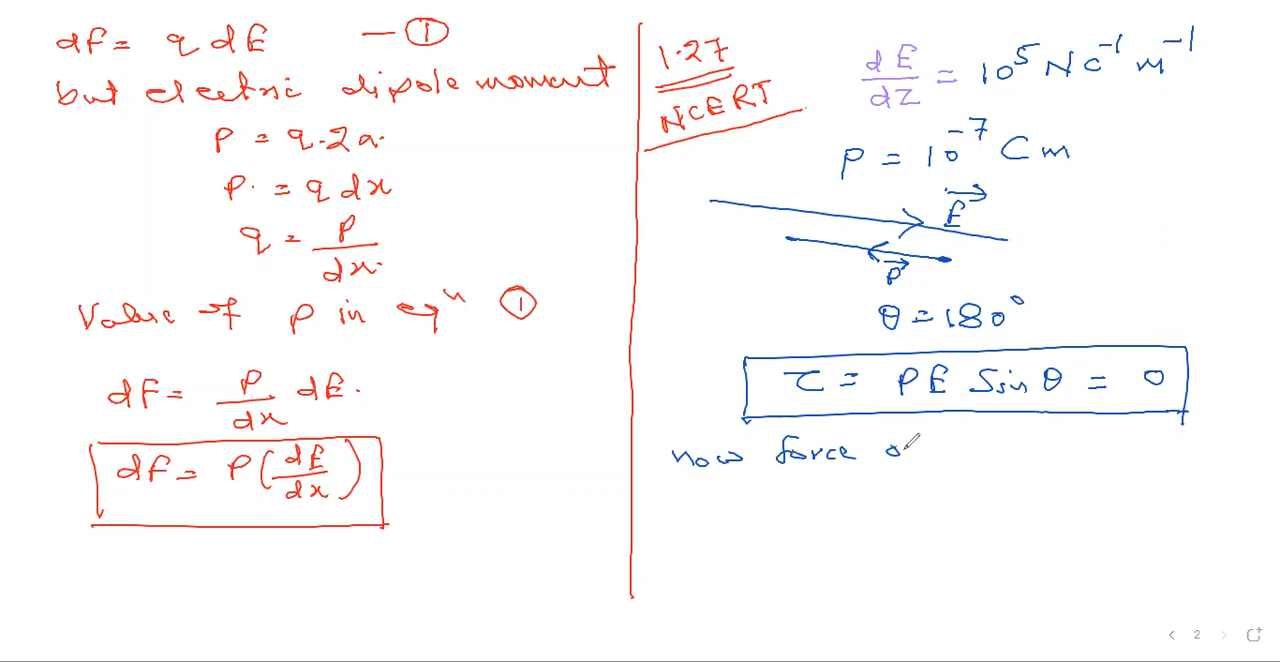 dF = q dE — ①
but electric dipole moment
P = q.2a.
P. = q dx
q = P/dx.
Value of P in eqⁿ ①
dF = P/dx dE.
dF = P(dE/dx)
1.27
NCERT
dE/dZ = 10⁵ N C⁻¹ m⁻¹
P = 10⁻⁷ C m
E⃗
P⃗
θ = 180°
τ = PE Sin θ = 0
now force o
2